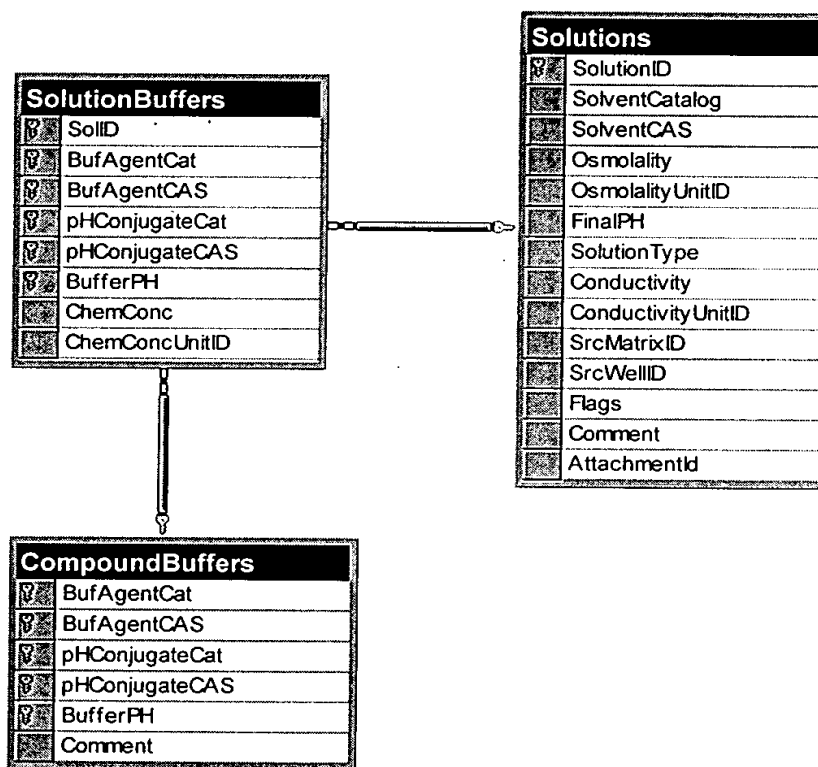 Solutions
SolutionID
SolventCatalog
SolventCAS
Osmolality
OsmolalityUnitID
FinalPH
SolutionType
Conductivity
ConductivityUnitID
SrcMatrixID
SrcWellID
Flags
Comment
AttachmentId
SolutionBuffers
SolID
BufAgentCat
BufAgentCAS
pHConjugateCat
pHConjugateCAS
BufferPH
ChemConc
ChemConcUnitID
CompoundBuffers
BufAgentCat
BufAgentCAS
pHConjugateCat
pHConjugateCAS
BufferPH
Comment